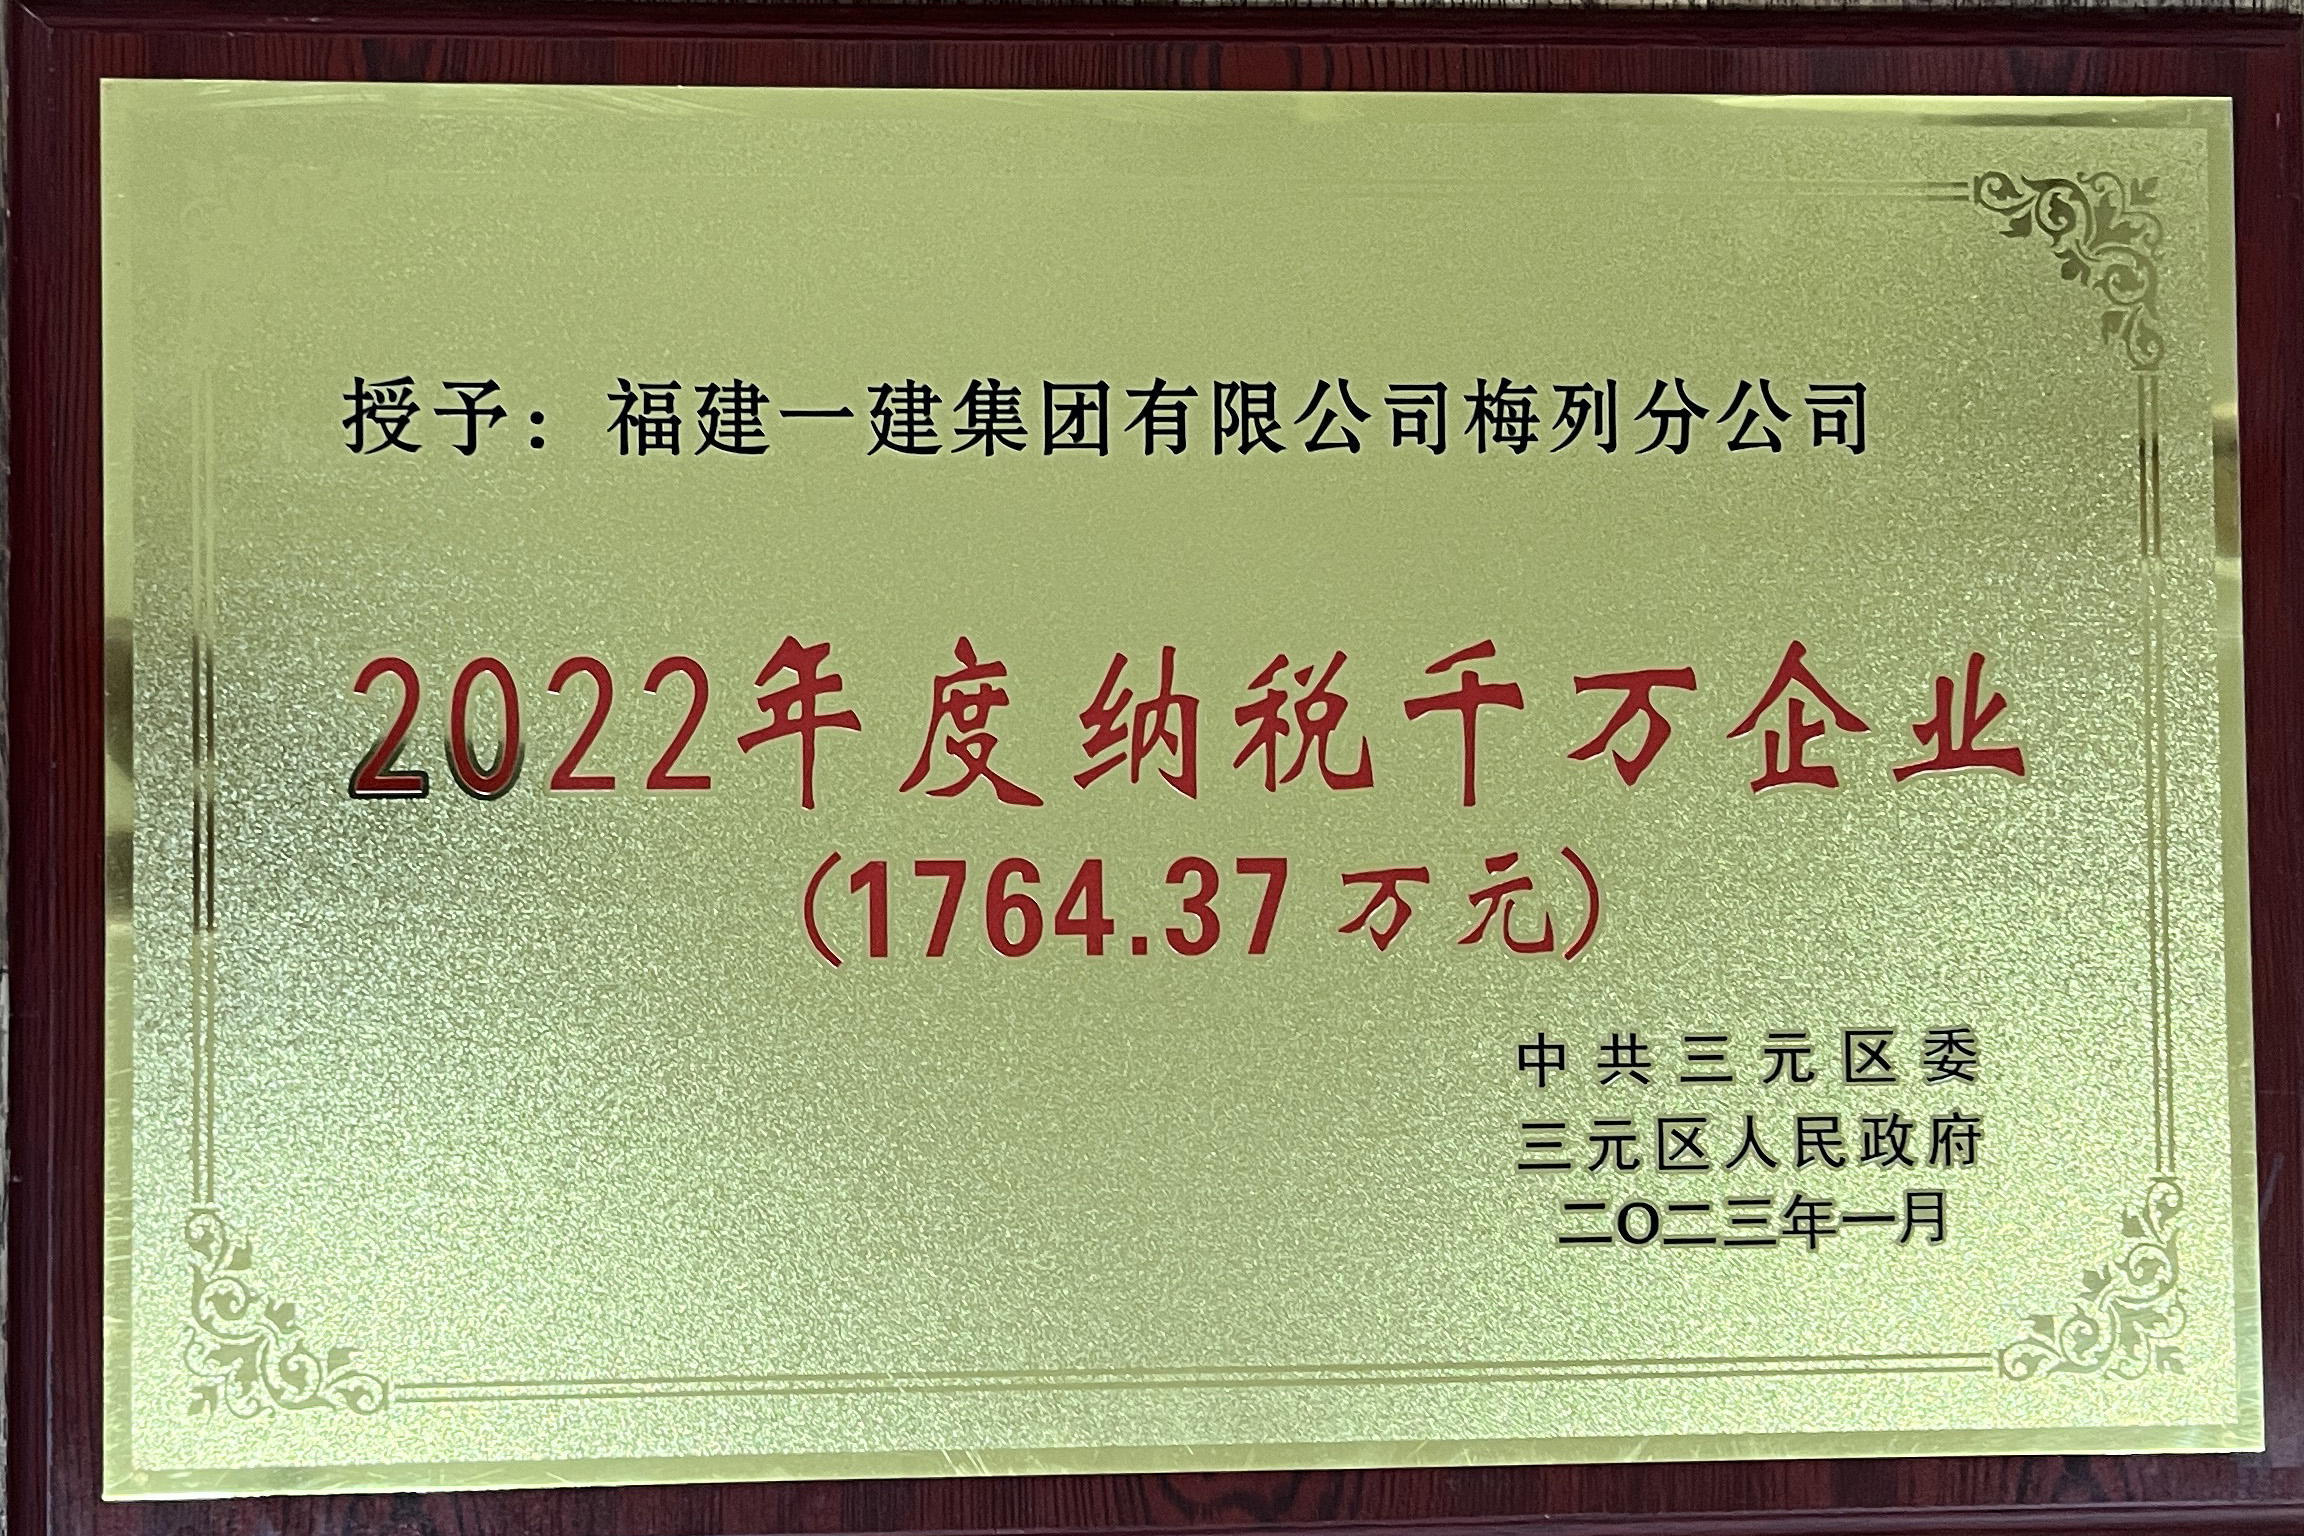 授予：福建一建集团有限公司梅列分公司
2022年度纳税千万企业
(1764.37万元)
中共三元区委
三元区人民政府
二O二三年一月